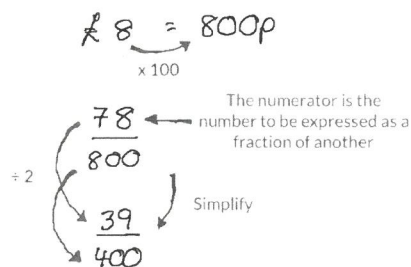 £ 8 = 800p
x 100
78
800
The numerator is the
number to be expressed as a
fraction of another
÷ 2
Simplify
39
400